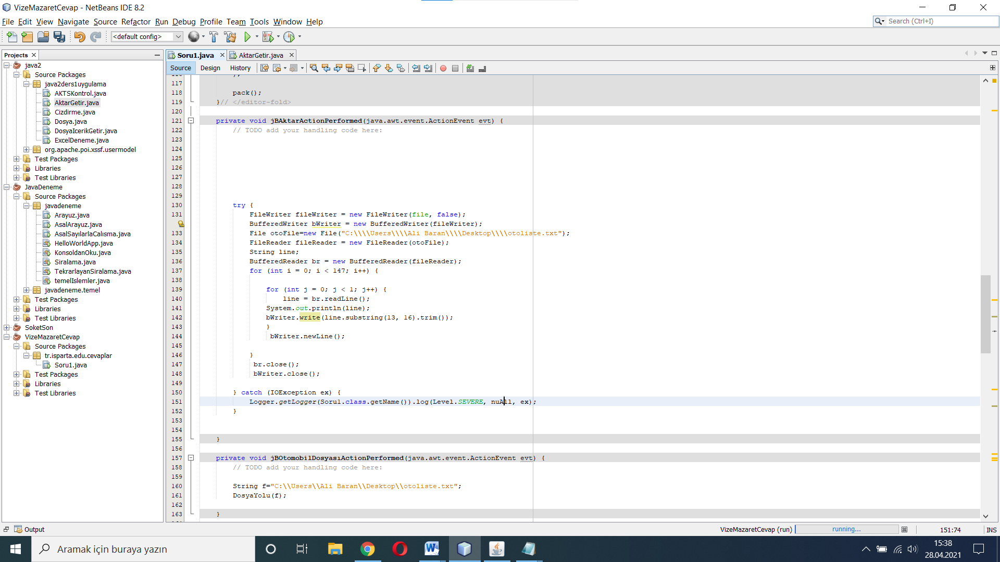 VizeMazaretCevap - NetBeans IDE 8.2
File Edit View Navigate Source Refactor Run Debug Profile Team Tools Window Help
Search (Ctrl+I)
<default config>
Projects
Soru1.java
AktarGetir.java
Source Design History
java2
Source Packages
java2ders1uygulama
AKTSKontrol.java
AktarGetir.java
Cizdirme.java
Dosya.java
DosyaIcerikGetir.java
ExcelDeneme.java
org.apache.poi.xssf.usermodel
Test Packages
Libraries
Test Libraries
JavaDeneme
Source Packages
javadeneme
Arayuz.java
AsalArayuz.java
AsalSayılarlaCalısma.java
HelloWorldApp.java
KonsoldanOku.java
Siralama.java
TekrarlayanSiralama.java
temelIslemler.java
javadeneme.temel
Test Packages
Libraries
Test Libraries
SoketSon
VizeMazaretCevap
Source Packages
tr.isparta.edu.cevaplar
Soru1.java
Test Packages
Libraries
Test Libraries
117
118 pack();
119 }// </editor-fold>
120
121 private void jBAktarActionPerformed(java.awt.event.ActionEvent evt) {
122 // TODO add your handling code here:
123
124
125
126
127
128
129
130 try {
131 FileWriter fileWriter = new FileWriter(file, false);
BufferedWriter bWriter = new BufferedWriter(fileWriter);
133 File otoFile=new File("C:\\\\Users\\\\Ali Baran\\\\Desktop\\\\otoliste.txt");
134 FileReader fileReader = new FileReader(otoFile);
135 String line;
136 BufferedReader br = new BufferedReader(fileReader);
137 for (int i = 0; i < 147; i++) {
138
139 for (int j = 0; j < 1; j++) {
140 line = br.readLine();
141 System.out.println(line);
142 bWriter.write(line.substring(13, 16).trim());
143 }
144 bWriter.newLine();
145
146 }
147 br.close();
148 bWriter.close();
149
150 } catch (IOException ex) {
151 Logger.getLogger(Soru1.class.getName()).log(Level.SEVERE, nuAll, ex);
152 }
153
154
155 }
156
157 private void jBOtomobilDosyasıActionPerformed(java.awt.event.ActionEvent evt) {
158 // TODO add your handling code here:
159
160 String f="C:\\Users\\Ali Baran\\Desktop\\otoliste.txt";
161 DosyaYolu(f);
162
163 }
Output
VizeMazaretCevap (run)
running...
151:74
INS
Aramak için buraya yazın
15:38
28.04.2021